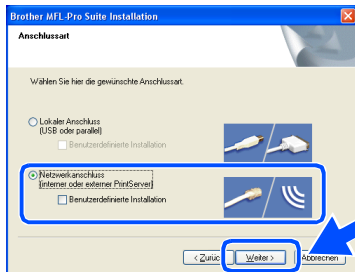 Brother MFL-Pro Suite Installation
Anschlussart
Wählen Sie hier die gewünschte Anschlussart.
Lokaler Anschluss
(USB oder parallel)
Benutzerdefinierte Installation
Netzwerkanschluss
(interner oder externer PrintServer)
Benutzerdefinierte Installation
< Zurüc
Weiter >
Abbrechen